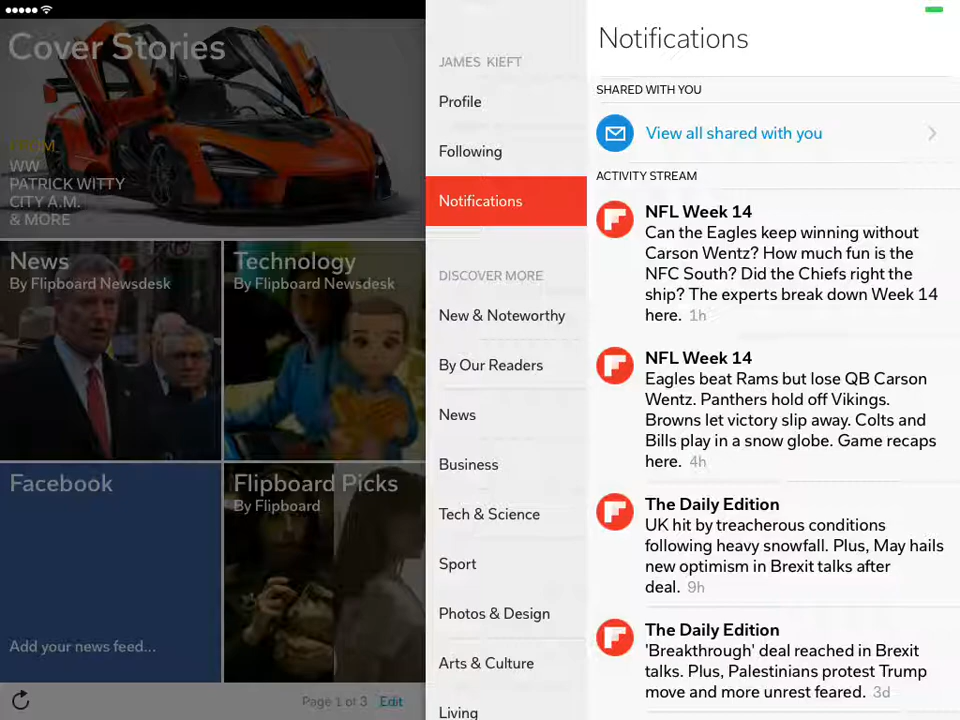 Cover Stories
FROM
WW
PATRICK WITTY
CITY A.M.
& MORE
News
By Flipboard Newsdesk
Technology
By Flipboard Newsdesk
Facebook
Add your news feed...
Flipboard Picks
By Flipboard
Page 1 of 3 Edit
JAMES KIEFT
Profile
Following
Notifications
DISCOVER MORE
New & Noteworthy
By Our Readers
News
Business
Tech & Science
Sport
Photos & Design
Arts & Culture
Living
Notifications
SHARED WITH YOU
View all shared with you
ACTIVITY STREAM
NFL Week 14
Can the Eagles keep winning without
Carson Wentz? How much fun is the
NFC South? Did the Chiefs right the
ship? The experts break down Week 14
here. 1h
NFL Week 14
Eagles beat Rams but lose QB Carson
Wentz. Panthers hold off Vikings.
Browns let victory slip away. Colts and
Bills play in a snow globe. Game recaps
here. 4h
The Daily Edition
UK hit by treacherous conditions
following heavy snowfall. Plus, May hails
new optimism in Brexit talks after
deal. 9h
The Daily Edition
'Breakthrough' deal reached in Brexit
talks. Plus, Palestinians protest Trump
move and more unrest feared. 3d